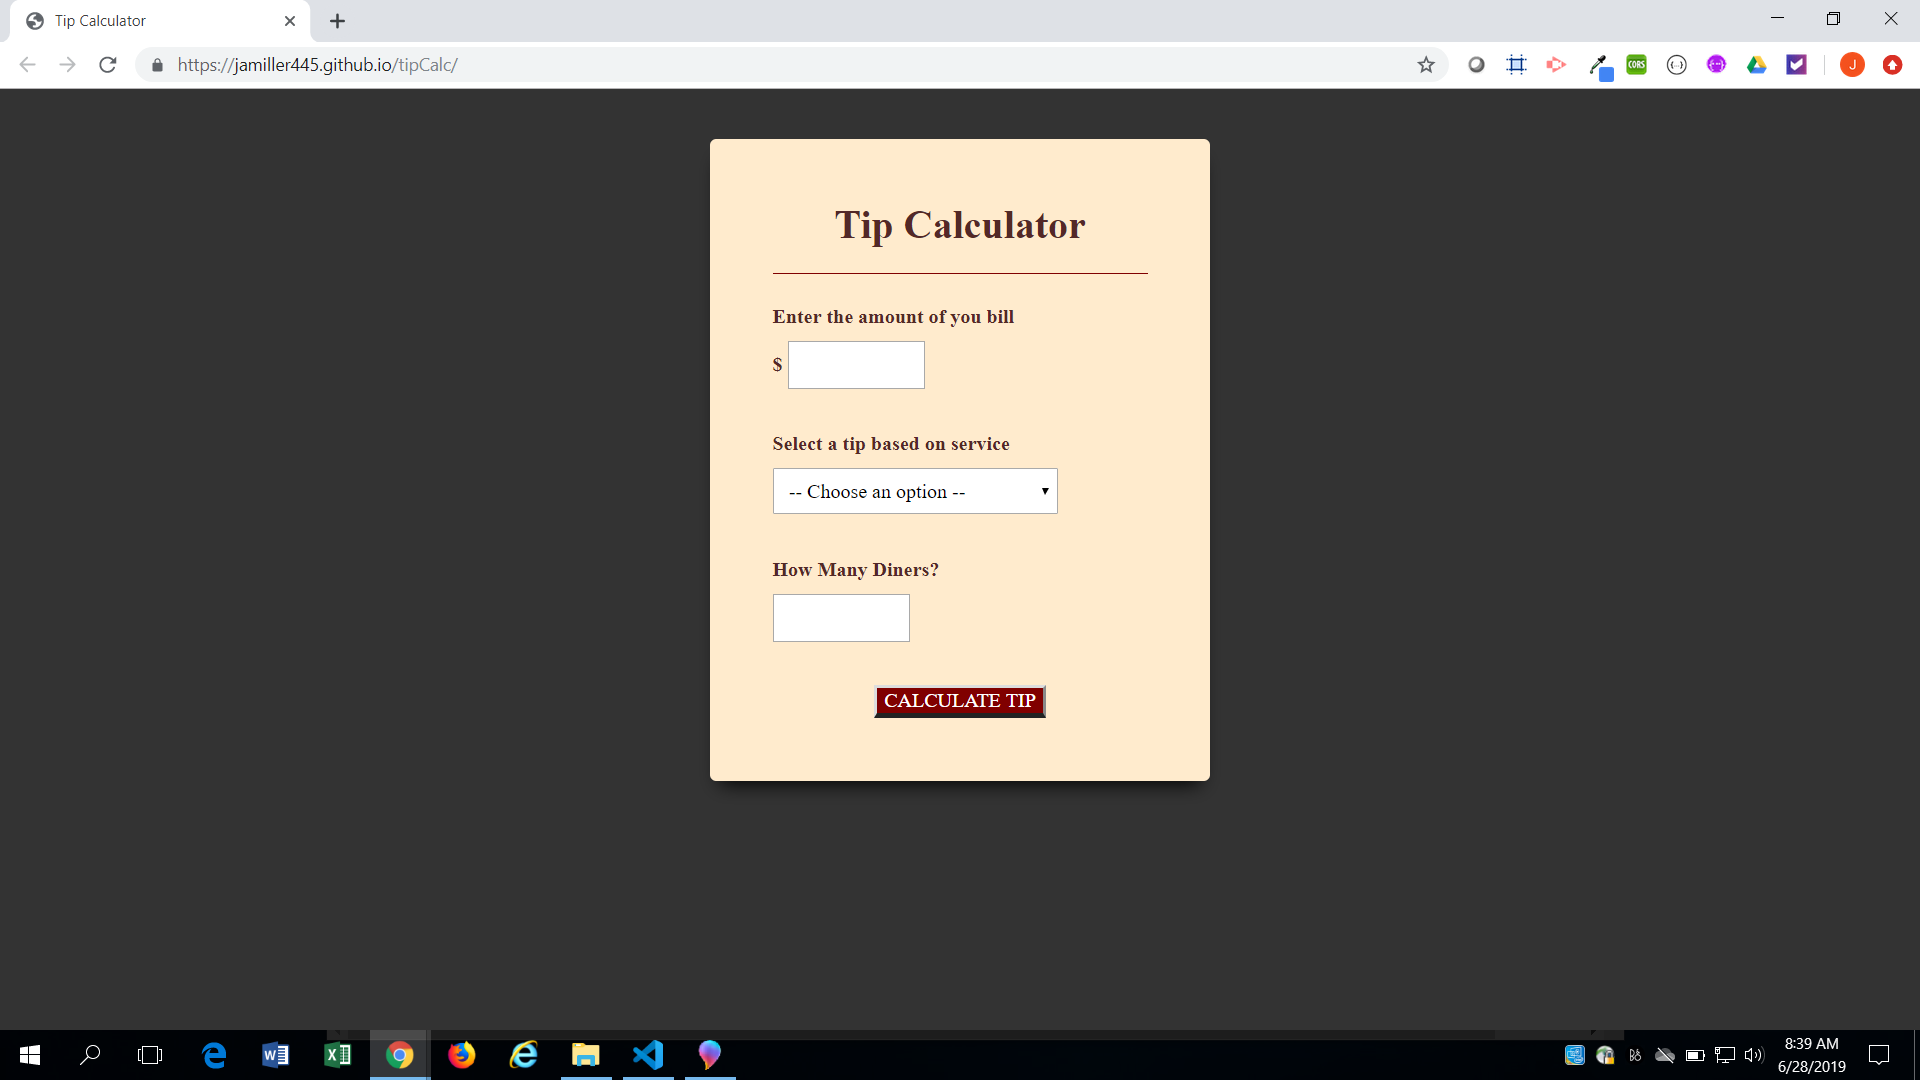 Tip Calculator
https://jamiller445.github.io/tipCalc/
CORS
J
Tip Calculator
Enter the amount of you bill
$
Select a tip based on service
-- Choose an option --
How Many Diners?
CALCULATE TIP
8:39 AM
6/28/2019